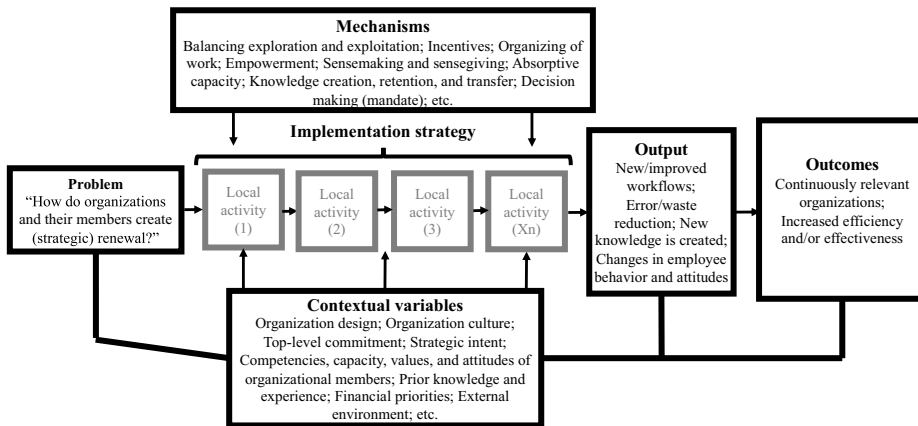 Mechanisms
Balancing exploration and exploitation; Incentives; Organizing of
work; Empowerment; Sensemaking and sensegiving; Absorptive
capacity; Knowledge creation, retention, and transfer; Decision
making (mandate); etc.
Implementation strategy
Problem
“How do organizations
and their members create
(strategic) renewal?”
Local
activity
(1)
Local
activity
(2)
Local
activity
(3)
Local
activity
(Xn)
Output
New/improved
workflows;
Error/waste
reduction; New
knowledge is created;
Changes in employee
behavior and attitudes
Outcomes
Continuously relevant
organizations;
Increased efficiency
and/or effectiveness
Contextual variables
Organization design; Organization culture;
Top-level commitment; Strategic intent;
Competencies, capacity, values, and attitudes of
organizational members; Prior knowledge and
experience; Financial priorities; External
environment; etc.